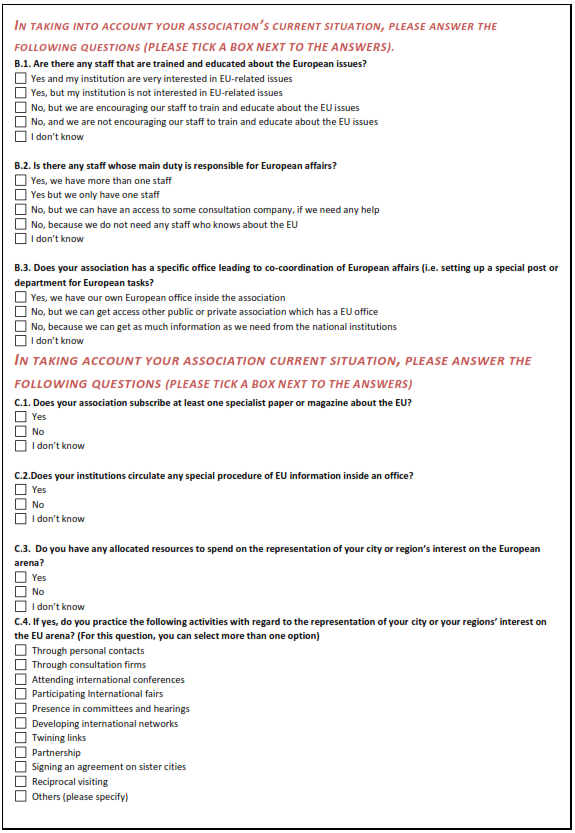 IN TAKING INTO ACCOUNT YOUR ASSOCIATION'S CURRENT SITUATION, PLEASE ANSWER THE
FOLLOWING QUESTIONS (PLEASE TICK A BOX NEXT TO THE ANSWERS).
B.1. Are there any staff that are trained and educated about the European issues?
Yes and my institution are very interested in EU-related issues
Yes, but my institution is not interested in EU-related issues
No, but we are encouraging our staff to train and educate about the EU issues
No, and we are not encouraging our staff to train and educate about the EU issues
I don't know
B.2. Is there any staff whose main duty is responsible for European affairs?
Yes, we have more than one staff
Yes but we only have one staff
No, but we can have an access to some consultation company, if we need any help
No, because we do not need any staff who knows about the EU
I don't know
B.3. Does your association has a specific office leading to co-coordination of European affairs (i.e. setting up a special post or
department for European tasks?
Yes, we have our own European office inside the association
No, but we can get access other public or private association which has a EU office
No, because we can get as much information as we need from the national institutions
I don't know
IN TAKING ACCOUNT YOUR ASSOCIATION CURRENT SITUATION, PLEASE ANSWER THE
FOLLOWING QUESTIONS (PLEASE TICK A BOX NEXT TO THE ANSWERS)
C.1. Does your association subscribe at least one specialist paper or magazine about the EU?
Yes
No
I don't know
C.2.Does your institutions circulate any special procedure of EU information inside an office?
Yes
No
I don't know
C.3. Do you have any allocated resources to spend on the representation of your city or region's interest on the European
arena?
Yes
No
I don't know
C.4. If yes, do you practice the following activities with regard to the representation of your city or your regions' interest on
the EU arena? (For this question, you can select more than one option)
Through personal contacts
Through consultation firms
Attending international conferences
Participating International fairs
Presence in committees and hearings
Developing international networks
Twining links
Partnership
Signing an agreement on sister cities
Reciprocal visiting
Others (please specify)